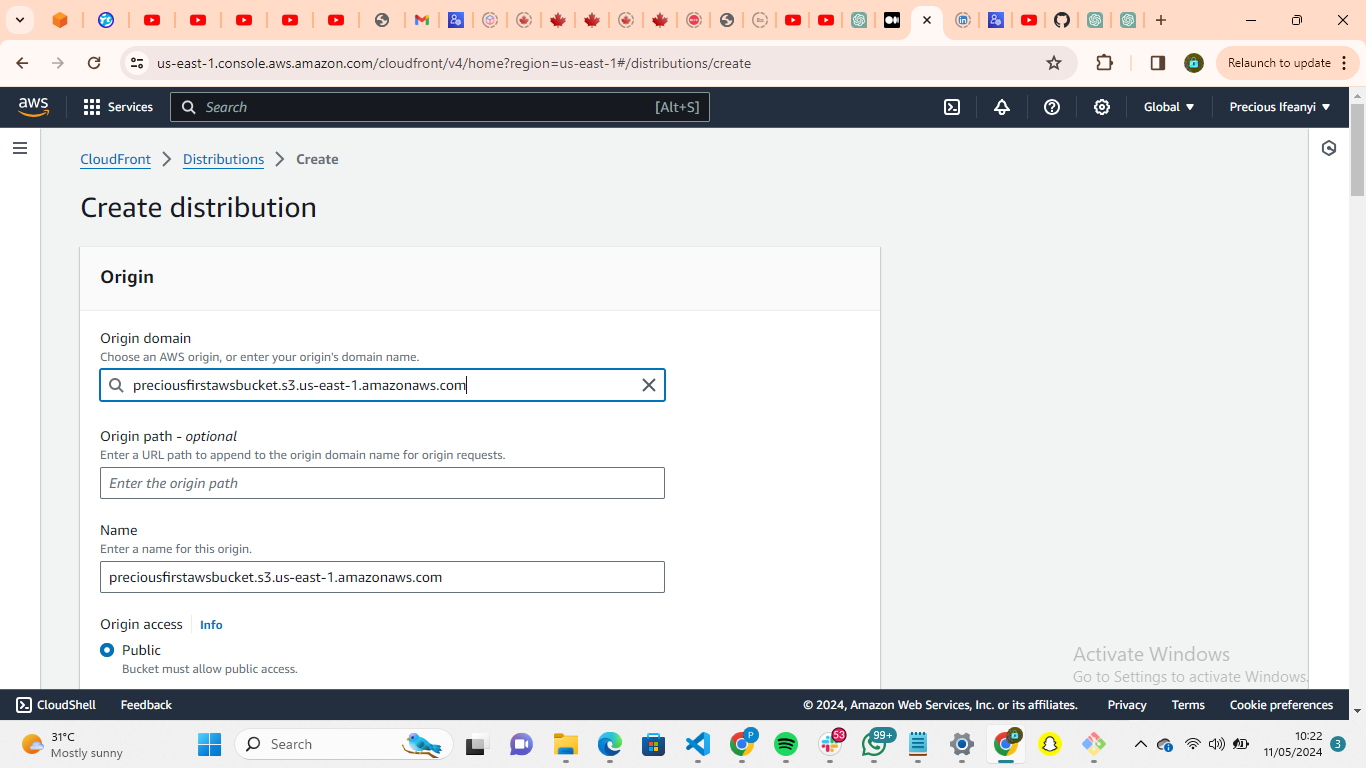 us-east-1.console.aws.amazon.com/cloudfront/v4/home?region=us-east-1#/distributions/create
Relaunch to update
aws
Services
Search
[Alt+S]
Global
Precious Ifeanyi
CloudFront
Distributions
Create
Create distribution
Origin
Origin domain
Choose an AWS origin, or enter your origin's domain name.
preciousfirstawsbucket.s3.us-east-1.amazonaws.com
Origin path - optional
Enter a URL path to append to the origin domain name for origin requests.
Enter the origin path
Name
Enter a name for this origin.
preciousfirstawsbucket.s3.us-east-1.amazonaws.com
Origin access
Info
Public
Bucket must allow public access.
Activate Windows
Go to Settings to activate Windows.
CloudShell
Feedback
© 2024, Amazon Web Services, Inc. or its affiliates.
Privacy
Terms
Cookie preferences
31°C
Mostly sunny
Search
P
53
99+
10:22
11/05/2024
3